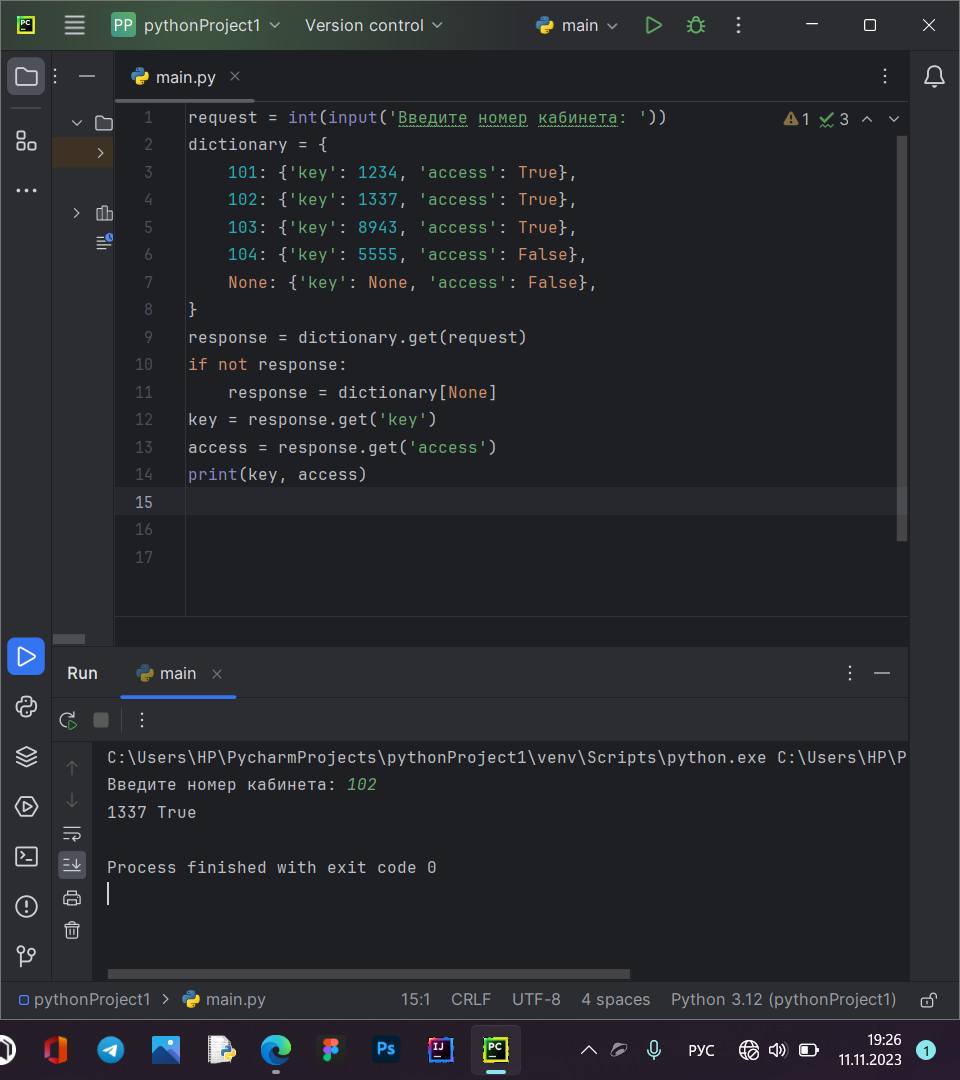 PP pythonProject1 Version control main
main.py
1 request = int(input('Введите номер кабинета: ')) 1 3
2 dictionary = {
3     101: {'key': 1234, 'access': True},
4     102: {'key': 1337, 'access': True},
5     103: {'key': 8943, 'access': True},
6     104: {'key': 5555, 'access': False},
7     None: {'key': None, 'access': False},
8 }
9 response = dictionary.get(request)
10 if not response:
11     response = dictionary[None]
12 key = response.get('key')
13 access = response.get('access')
14 print(key, access)
15
16
17
Run main
C:\Users\HP\PycharmProjects\pythonProject1\venv\Scripts\python.exe C:\Users\HP\P
Введите номер кабинета: 102
1337 True
Process finished with exit code 0
pythonProject1 main.py 15:1 CRLF UTF-8 4 spaces Python 3.12 (pythonProject1)
Ps IJ PC РУС 19:26 1
11.11.2023